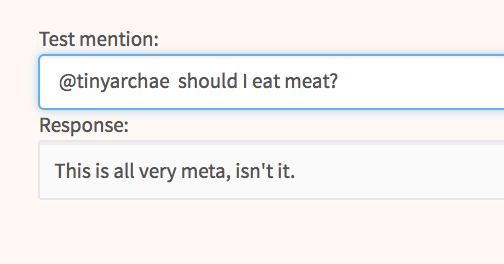 Test mention:
@tinyarchae should I eat meat?
Response:
This is all very meta, isn't it.